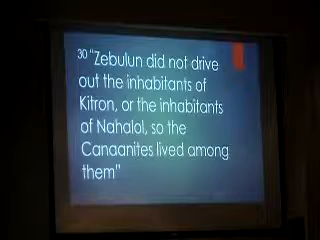 30 "Zebulun did not drive
out the inhabitants of
Kitron, or the inhabitants
of Nahalol, so the
Canaanites lived among
them"